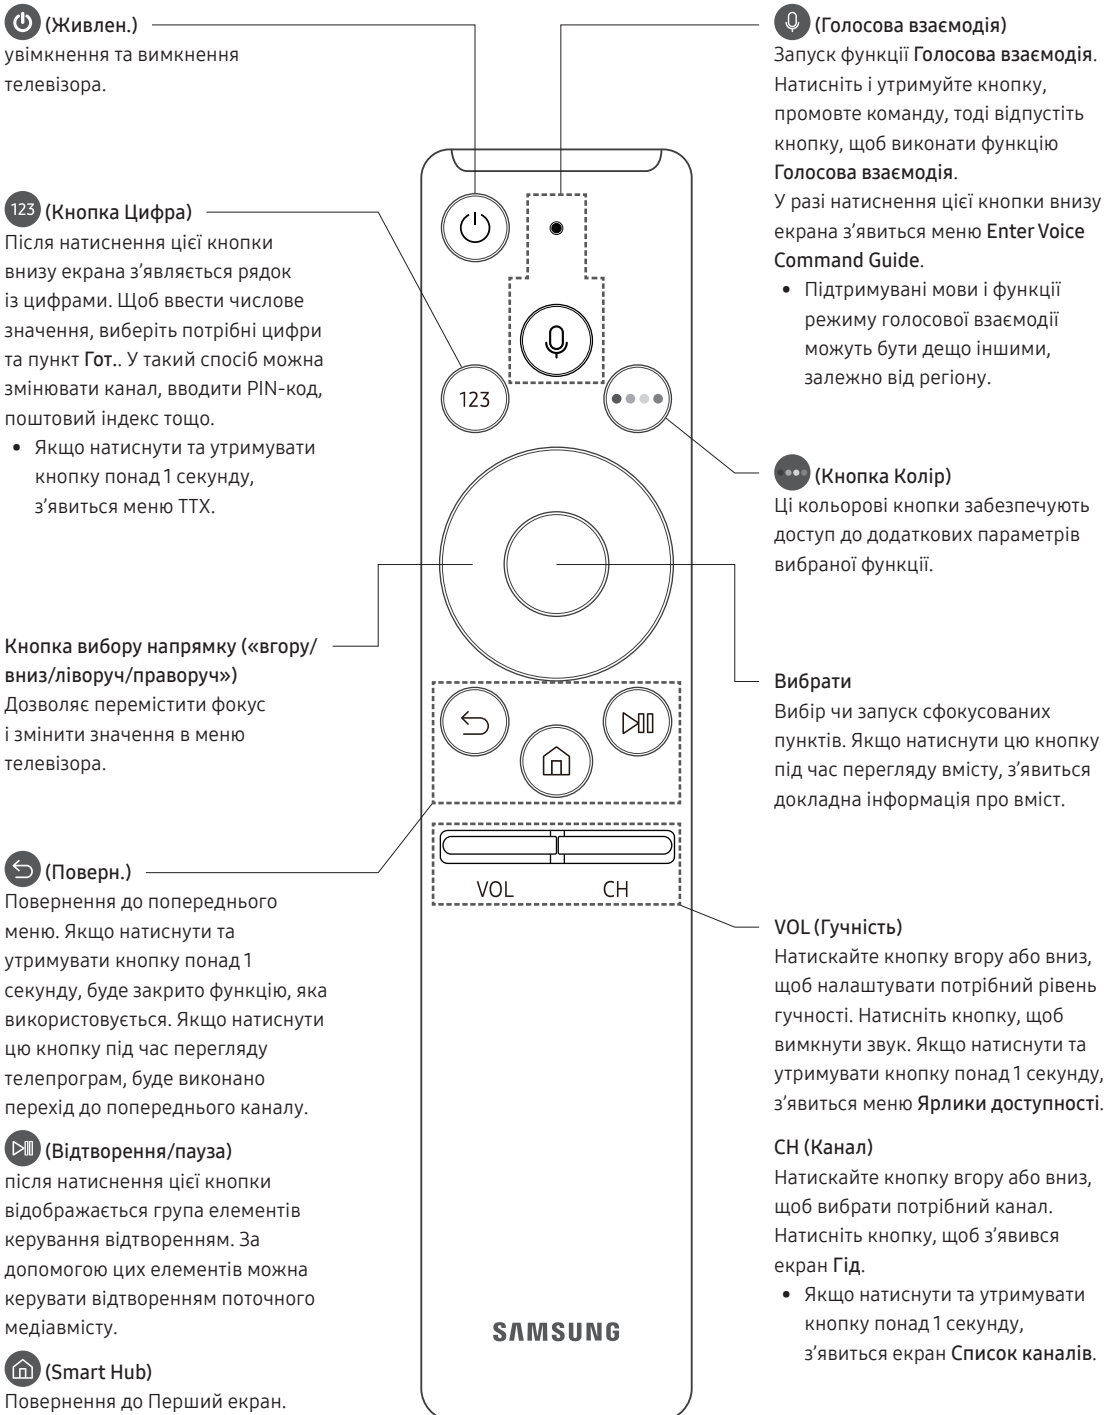 (Живлен.)
увімкнення та вимкнення
телевізора.
123 (Кнопка Цифра)
Після натиснення цієї кнопки
внизу екрана з'являється рядок
із цифрами. Щоб ввести числове
значення, виберіть потрібні цифри
та пункт Гот.. У такий спосіб можна
змінювати канал, вводити PIN-код,
поштовий індекс тощо.
• Якщо натиснути та утримувати
кнопку понад 1 секунду,
з'явиться меню TTX.
Кнопка вибору напрямку («вгору/
вниз/ліворуч/праворуч»)
Дозволяє перемістити фокус
і змінити значення в меню
телевізора.
(Поверн.)
Повернення до попереднього
меню. Якщо натиснути та
утримувати кнопку понад 1
секунду, буде закрито функцію, яка
використовується. Якщо натиснути
цю кнопку під час перегляду
телепрограм, буде виконано
перехід до попереднього каналу.
(Відтворення/пауза)
після натиснення цієї кнопки
відображається група елементів
керування відтворенням. За
допомогою цих елементів можна
керувати відтворенням поточного
медіавмісту.
(Smart Hub)
Повернення до Перший екран.
123
VOL
CH
SAMSUNG
(Голосова взаємодія)
Запуск функції Голосова взаємодія.
Натисніть і утримуйте кнопку,
промовте команду, тоді відпустіть
кнопку, щоб виконати функцію
Голосова взаємодія.
У разі натиснення цієї кнопки внизу
екрана з'явиться меню Enter Voice
Command Guide.
• Підтримувані мови і функції
режиму голосової взаємодії
можуть бути дещо іншими,
залежно від регіону.
(Кнопка Колір)
Ці кольорові кнопки забезпечують
доступ до додаткових параметрів
вибраної функції.
Вибрати
Вибір чи запуск сфокусованих
пунктів. Якщо натиснути цю кнопку
під час перегляду вмісту, з'явиться
докладна інформація про вміст.
VOL (Гучність)
Натискайте кнопку вгору або вниз,
щоб налаштувати потрібний рівень
гучності. Натисніть кнопку, щоб
вимкнути звук. Якщо натиснути та
утримувати кнопку понад 1 секунду,
з'явиться меню Ярлики доступності.
CH (Канал)
Натискайте кнопку вгору або вниз,
щоб вибрати потрібний канал.
Натисніть кнопку, щоб з'явився
екран Гід.
• Якщо натиснути та утримувати
кнопку понад 1 секунду,
з'явиться екран Список каналів.